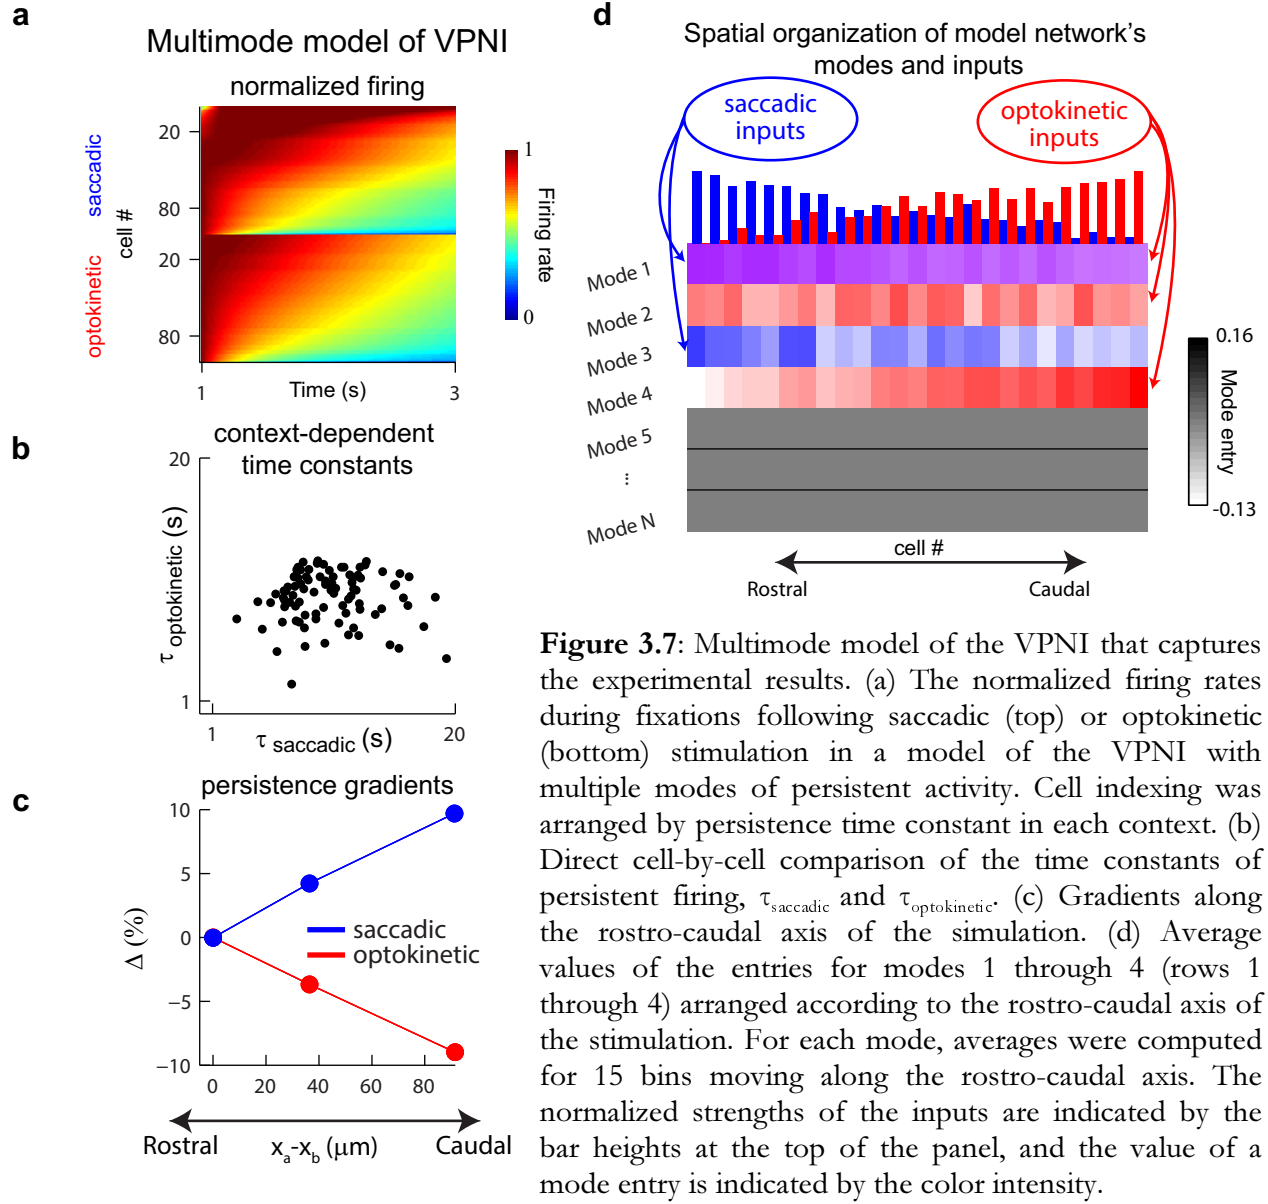 a
Multimode model of VPNI
normalized firing
saccadic
optokinetic
cell #
20
80
20
80
1
Time (s)
3
1
0
Firing rate
b
context-dependent
time constants
20
1
τ optokinetic (s)
1
τ saccadic (s)
20
c
persistence gradients
10
5
0
−5
−10
Δ (%)
saccadic
optokinetic
0
20
40
60
80
Rostral
xa-xb (μm)
Caudal
d
Spatial organization of model network's
modes and inputs
saccadic
inputs
optokinetic
inputs
Mode 1
Mode 2
Mode 3
Mode 4
Mode 5
...
Mode N
0.16
Mode entry
-0.13
cell #
Rostral
Caudal
Figure 3.7: Multimode model of the VPNI that captures
the experimental results. (a) The normalized firing rates
during fixations following saccadic (top) or optokinetic
(bottom) stimulation in a model of the VPNI with
multiple modes of persistent activity. Cell indexing was
arranged by persistence time constant in each context. (b)
Direct cell-by-cell comparison of the time constants of
persistent firing, τsaccadic and τoptokinetic. (c) Gradients along
the rostro-caudal axis of the simulation. (d) Average
values of the entries for modes 1 through 4 (rows 1
through 4) arranged according to the rostro-caudal axis of
the stimulation. For each mode, averages were computed
for 15 bins moving along the rostro-caudal axis. The
normalized strengths of the inputs are indicated by the
bar heights at the top of the panel, and the value of a
mode entry is indicated by the color intensity.